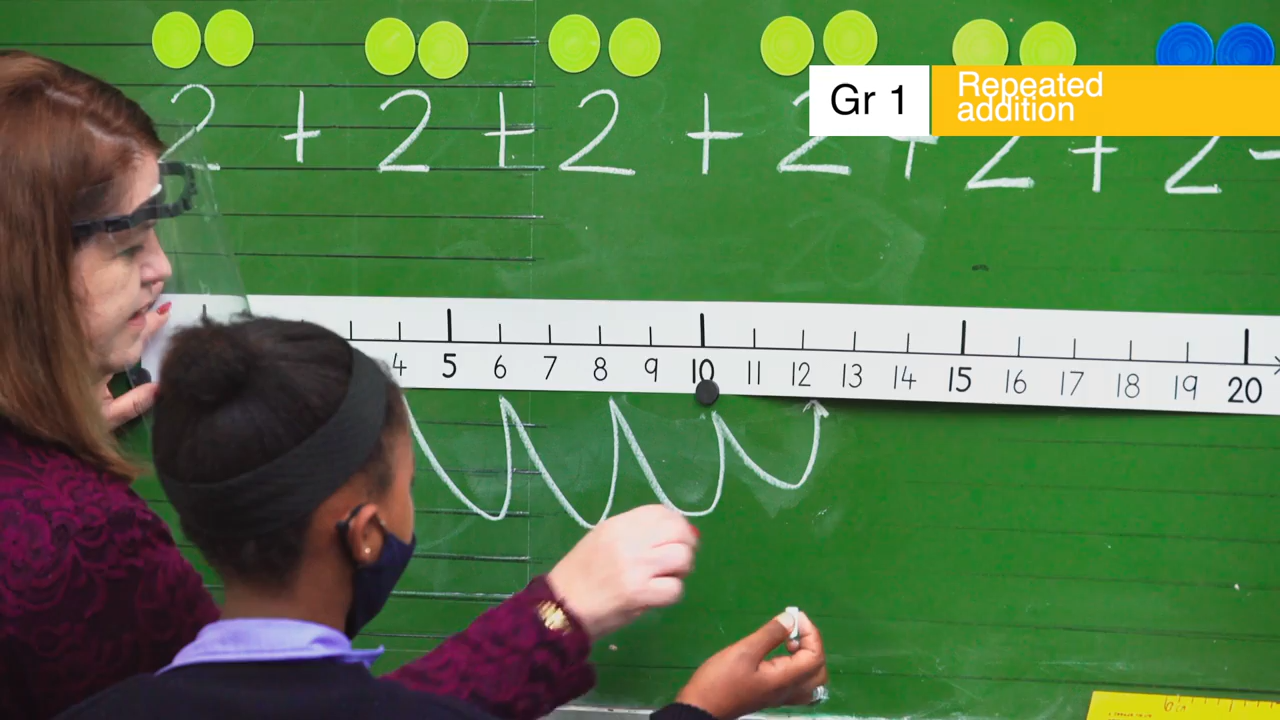 Gr 1
Repeated
addition
2 + 2 + 2 + 2 + 2 + 2
4 5 6 7 8 9 10 11 12 13 14 15 16 17 18 19 20